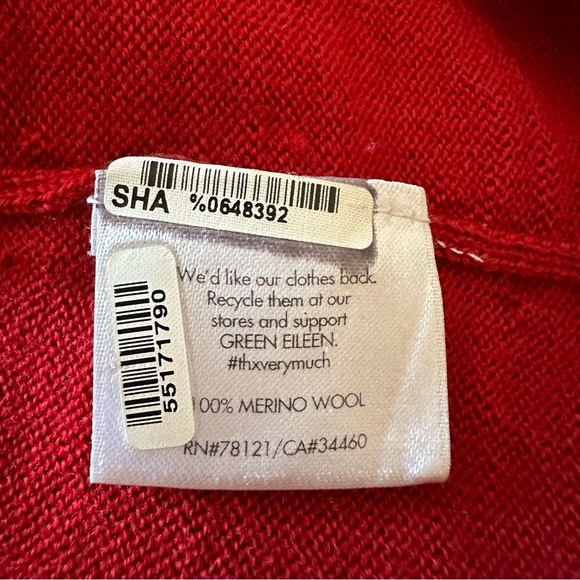 SHA %0648392
55171790
We'd like our clothes back.
Recycle them at our
stores and support
GREEN EILEEN.
#thxverymuch
100% MERINO WOOL
RN#78121/CA#34460